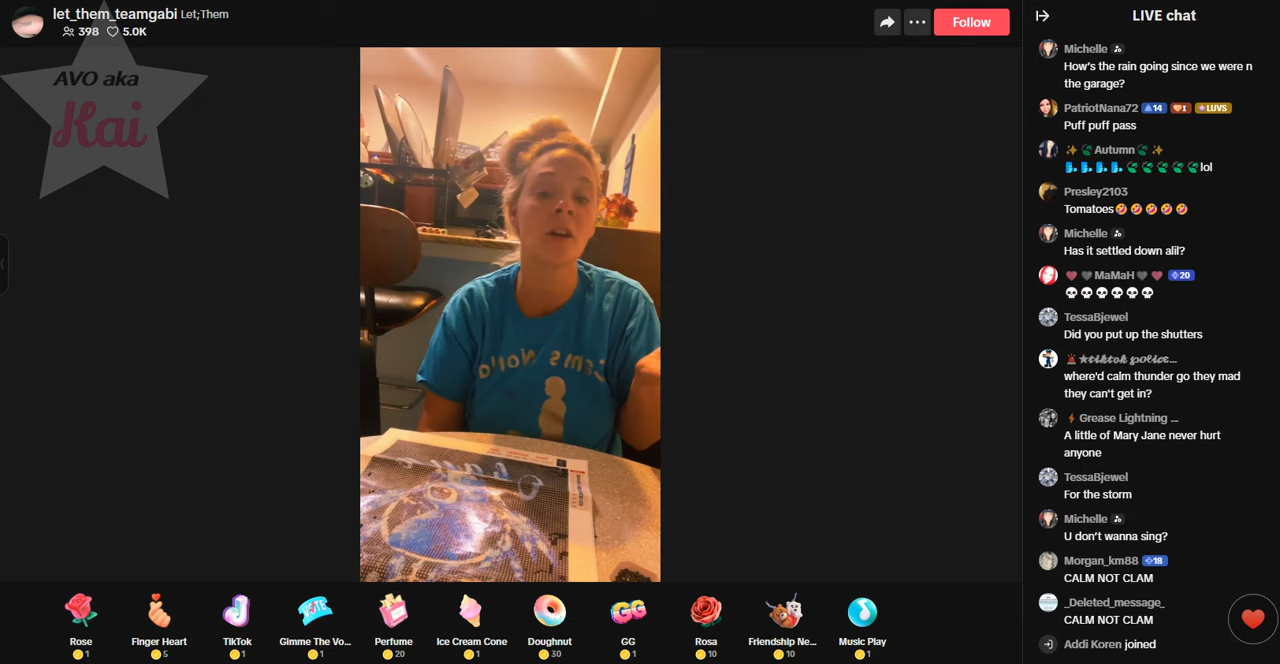 let_them_teamgabi Let;Them
398 5.0K
Follow
AVO aka
Kai
LIVE chat
Michelle
How's the rain going since we were n
the garage?
PatriotNana72 14 I LUVS
Puff puff pass
Autumn
lol
Presley2103
Tomatoes🤣🤣🤣🤣🤣
Michelle
Has it settled down alil?
MaMaH 20
💀💀💀💀💀💀
TessaBjewel
Did you put up the shutters
★tiktok police...
where'd calm thunder go they mad
they can't get in?
Grease Lightning ...
A little of Mary Jane never hurt
anyone
TessaBjewel
For the storm
Michelle
U don't wanna sing?
Morgan_km88 18
CALM NOT CLAM
_Deleted_message_
CALM NOT CLAM
Addi Koren joined
Rose Finger Heart TikTok Gimme The Vo... Perfume Ice Cream Cone Doughnut GG Rosa Friendship Ne... Music Play
1 5 1 1 20 1 30 1 10 10 1